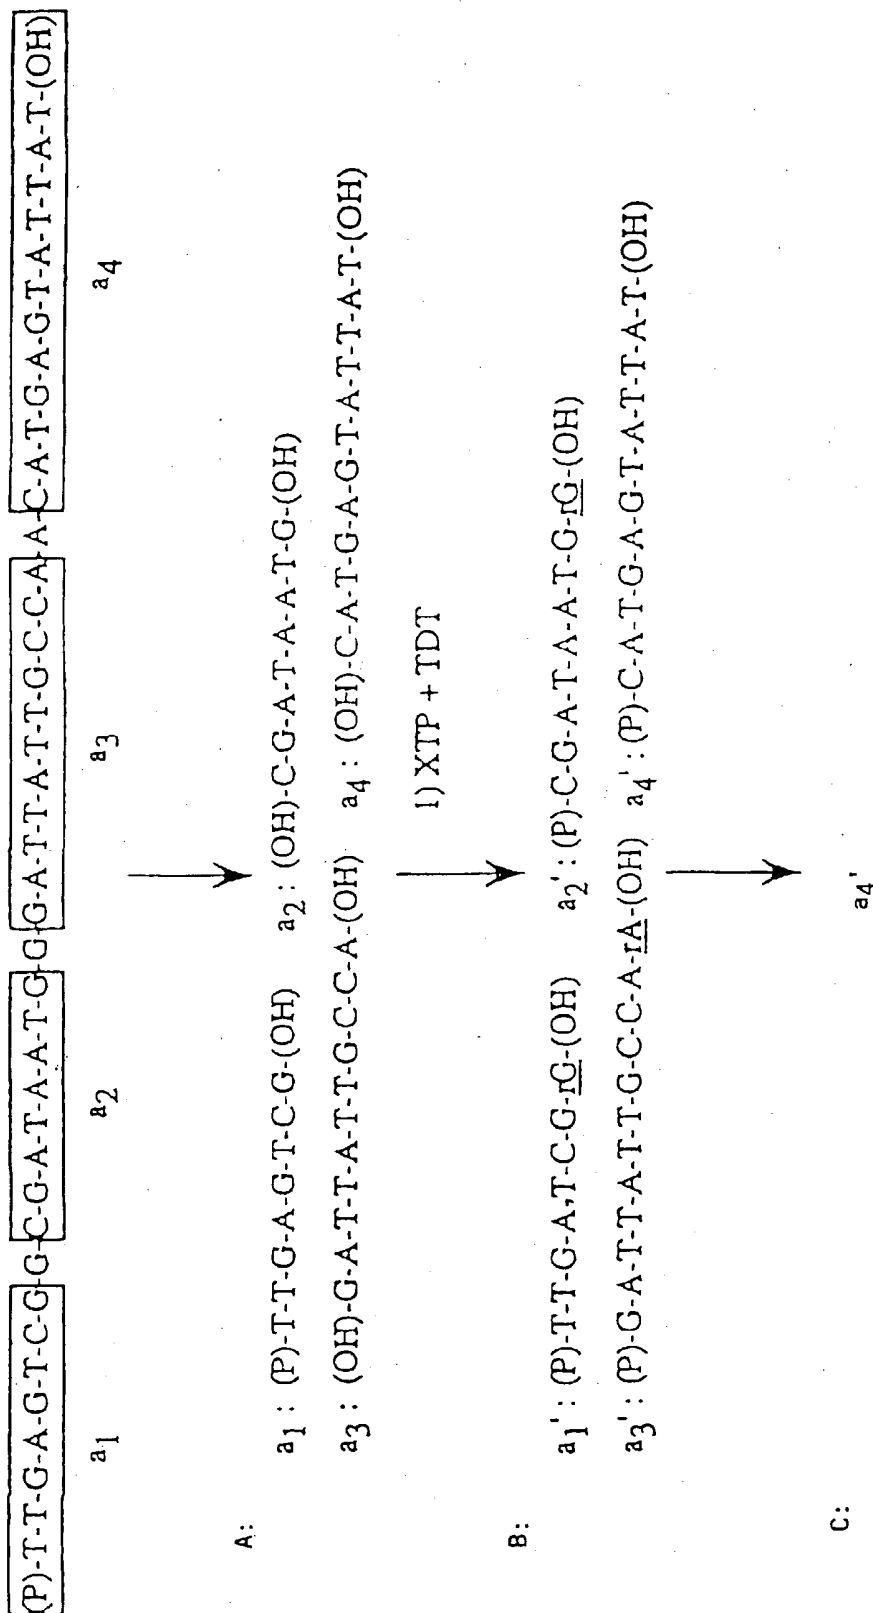 (P)-T-T-G-A-G-T-C-G-G-C-G-A-T-A-A-T-G-G-G-A-T-T-A-T-T-G-C-C-A-A-C-A-T-G-A-G-T-A-T-T-A-T-(OH)
a1 a2 a3 a4
A:
a1 : (P)-T-T-G-A-G-T-C-G-(OH) a2 : (OH)-C-G-A-T-A-A-T-G-(OH)
a3 : (OH)-G-A-T-T-A-T-T-G-C-C-A-(OH) a4 : (OH)-C-A-T-G-A-G-T-A-T-T-A-T-(OH)
1) XTP + TDT
B:
a1' : (P)-T-T-G-A,T-C-G-rG-(OH) a2' : (P)-C-G-A-T-A-A-T-G-rG-(OH)
a3' : (P)-G-A-T-T-A-T-T-G-C-C-A-rA-(OH) a4' : (P)-C-A-T-G-A-G-T-A-T-T-A-T-(OH)
C:
a4'